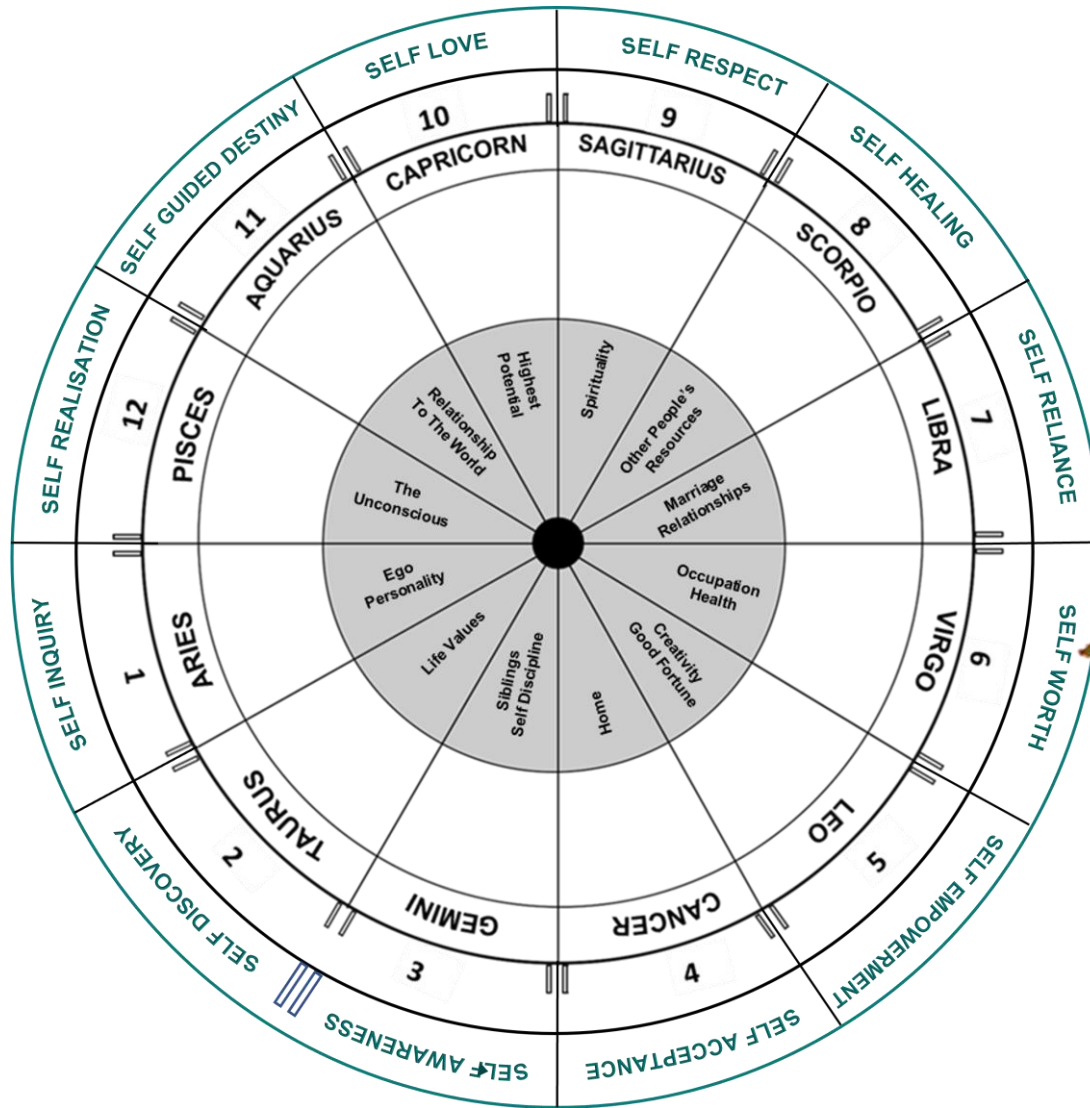 SELF LOVE
SELF RESPECT
SELF HEALING
SELF RELIANCE
SELF WORTH
SELF EMPOWERMENT
SELF ACCEPTANCE
SELF AWARENESS
SELF DISCOVERY
SELF INQUIRY
SELF REALISATION
SELF GUIDED DESTINY
10
9
8
7
6
5
4
3
2
1
12
11
CAPRICORN
SAGITTARIUS
SCORPIO
LIBRA
VIRGO
LEO
CANCER
GEMINI
TAURUS
ARIES
PISCES
AQUARIUS
Highest
Potential
Spirituality
Other People's
Resources
Marriage
Relationships
Occupation
Health
Creativity
Good Fortune
Home
Siblings
Self Discipline
Life Values
Ego
Personality
The
Unconscious
Relationship
To The World